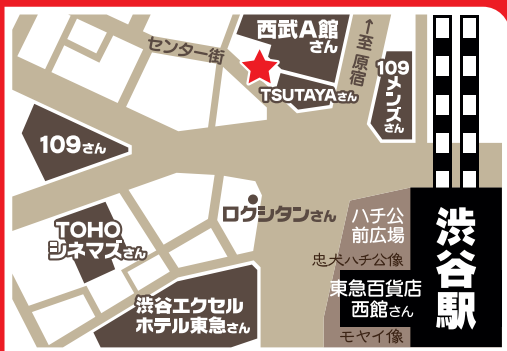 西武A館
さん
センター街
←至 原宿
TSUTAYAさん
109
メンズ
さん
109さん
ロクシタンさん
TOHO
シネマズさん
ハチ公
前広場
忠犬ハチ公像
渋谷駅
東急百貨店
西館さん
モヤイ像
渋谷エクセル
ホテル東急さん